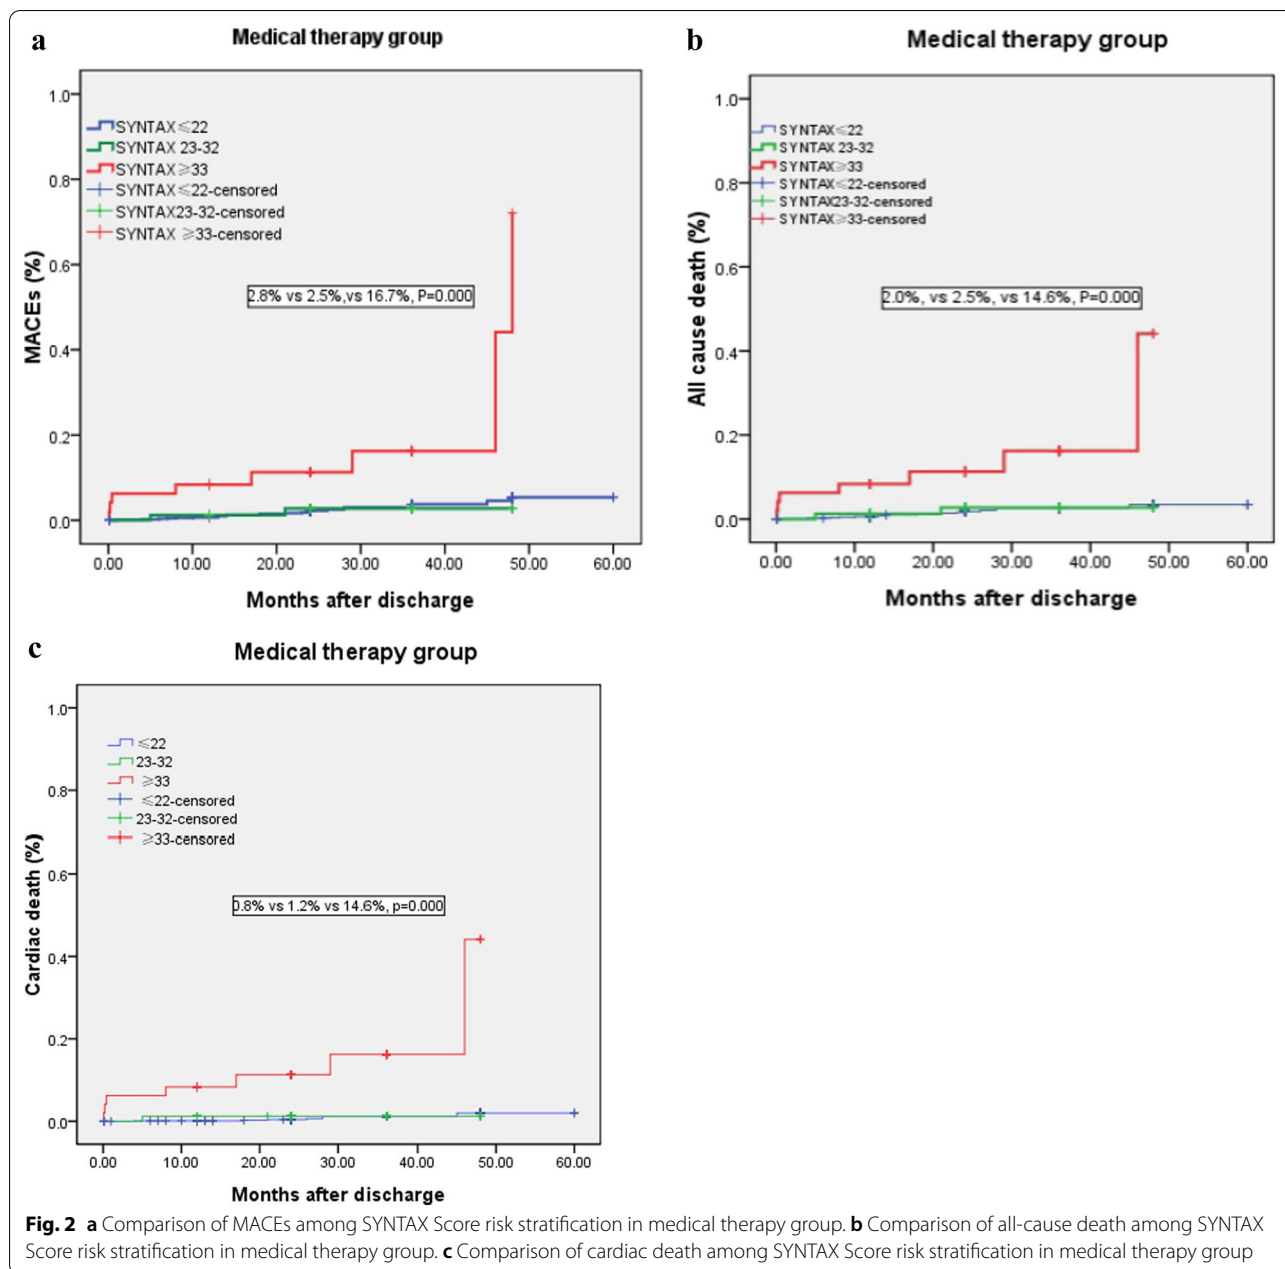 a
Medical therapy group
1.0
0.8
0.6
0.4
0.2
0.0
MACEs (%)
SYNTAX≤22
SYNTAX 23-32
SYNTAX≥33
SYNTAX≤22-censored
SYNTAX23-32-censored
SYNTAX ≥33-censored
2.8% vs 2.5%,vs 16.7%, P=0.000
0.00 10.00 20.00 30.00 40.00 50.00 60.00
Months after discharge
b
Medical therapy group
1.0
0.8
0.6
0.4
0.2
0.0
All cause death (%)
SYNTAX≤22
SYNTAX 23-32
SYNTAX≥33
SYNTAX≤22-censored
SYNTAX23-32-censored
SYNTAX≥33-censored
2.0%, vs 2.5%, vs 14.6%, P=0.000
0.00 10.00 20.00 30.00 40.00 50.00 60.00
Months after discharge
c
Medical therapy group
1.0
0.8
0.6
0.4
0.2
0.0
Cardiac death (%)
≤22
23-32
≥33
≤22-censored
23-32-censored
≥33-censored
0.8% vs 1.2% vs 14.6%, p=0.000
0.00 10.00 20.00 30.00 40.00 50.00 60.00
Months after discharge
Fig. 2 a Comparison of MACEs among SYNTAX Score risk stratification in medical therapy group. b Comparison of all-cause death among SYNTAX
Score risk stratification in medical therapy group. c Comparison of cardiac death among SYNTAX Score risk stratification in medical therapy group